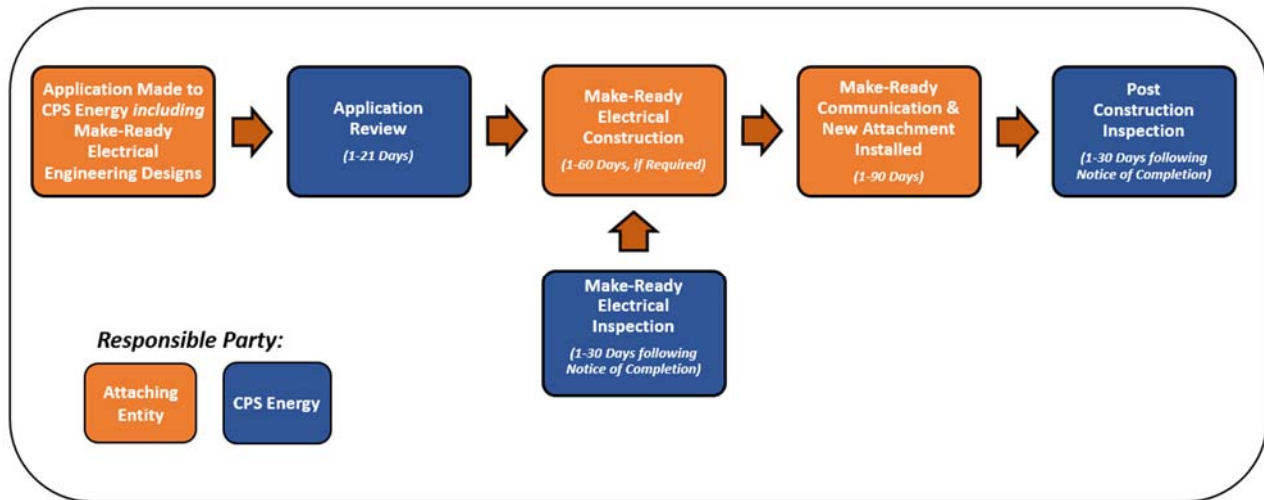 Application Made to
CPS Energy including
Make-Ready
Electrical
Engineering Designs
Application
Review
(1-21 Days)
Make-Ready
Electrical
Construction
(1-60 Days, if Required)
Make-Ready
Communication &
New Attachment
Installed
(1-90 Days)
Post
Construction
Inspection
(1-30 Days following
Notice of Completion)
Make-Ready
Electrical
Inspection
(1-30 Days following
Notice of Completion)
Responsible Party:
Attaching
Entity
CPS Energy